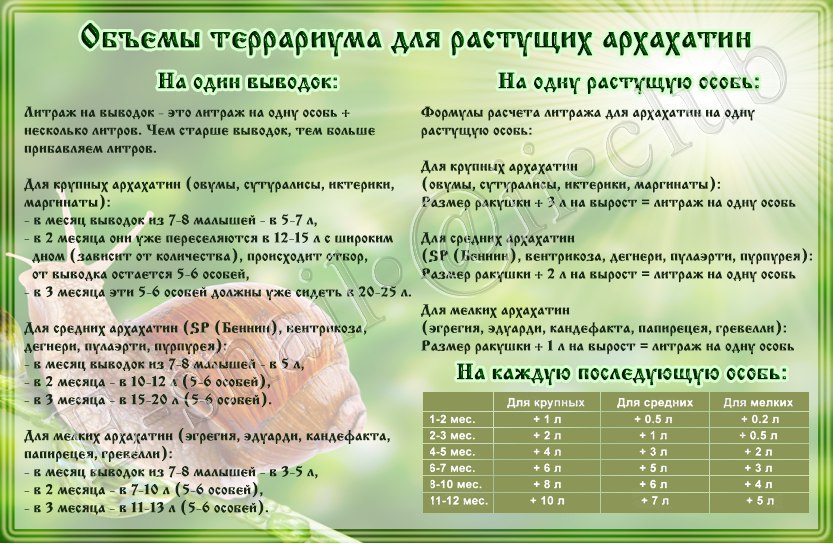 Объемы террариума для растущих архахатин
На один выводок:
Литраж на выводок - это литраж на одну особь +
несколько литров. Чем старше выводок, тем больше
прибавляем литров.
Для крупных архахатин (овумы, сутуралисы, иктерики,
маргинаты):
- в месяц выводок из 7-8 малышей - в 5-7 л,
- в 2 месяца они уже переселяются в 12-15 л с широким
дном (зависит от количества), происходит отбор,
от выводка остается 5-6 особей,
- в 3 месяца эти 5-6 особей должны уже сидеть в 20-25 л.
Для средних архахатин (SP (Беннин), вентрикоза,
дегнери, пулаэрти, пурпурея):
- в месяц выводок из 7-8 малышей - в 5 л,
- в 2 месяца - в 10-12 л (5-6 особей),
- в 3 месяца - в 15-20 л (5-6 особей).
Для мелких архахатин (эгрегия, эдуарди, кандефакта,
папирецея, гревелли):
- в месяц выводок из 7-8 малышей - в 3-5 л,
- в 2 месяца - в 7-10 л (5-6 особей),
- в 3 месяца - в 11-13 л (5-6 особей).
На одну растущую особь:
Формулы расчета литража для архахатин на одну
растущую особь:
Для крупных архахатин
(овумы, сутуралисы, иктерики, маргинаты):
Размер ракушки + 3 л на вырост = литраж на одну особь
Для средних архахатин
(SP (Беннин), вентрикоза, дегнери, пулаэрти, пурпурея):
Размер ракушки + 2 л на вырост = литраж на одну особь
Для мелких архахатин
(эгрегия, эдуарди, кандефакта, папирецея, гревелли):
Размер ракушки + 1 л на вырост = литраж на одну особь
На каждую последующую особь:
Для крупных Для средних Для мелких
1-2 мес. + 1 л + 0.5 л + 0.2 л
2-3 мес. + 2 л + 1 л + 0.5 л
4-5 мес. + 4 л + 3 л + 2 л
6-7 мес. + 6 л + 5 л + 3 л
8-10 мес. + 8 л + 6 л + 4 л
11-12 мес. + 10 л + 7 л + 5 л